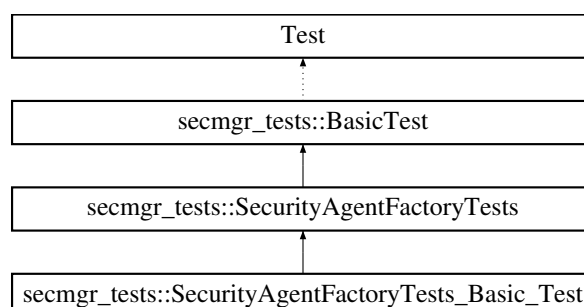 Test
secmgr_tests::BasicTest
secmgr_tests::SecurityAgentFactoryTests
secmgr_tests::SecurityAgentFactoryTests_Basic_Test